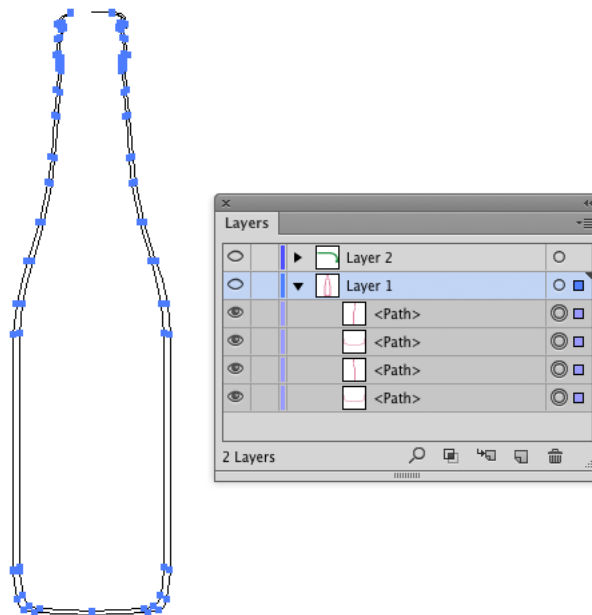 Layers
Layer 2
Layer 1
<Path>
<Path>
<Path>
<Path>
2 Layers